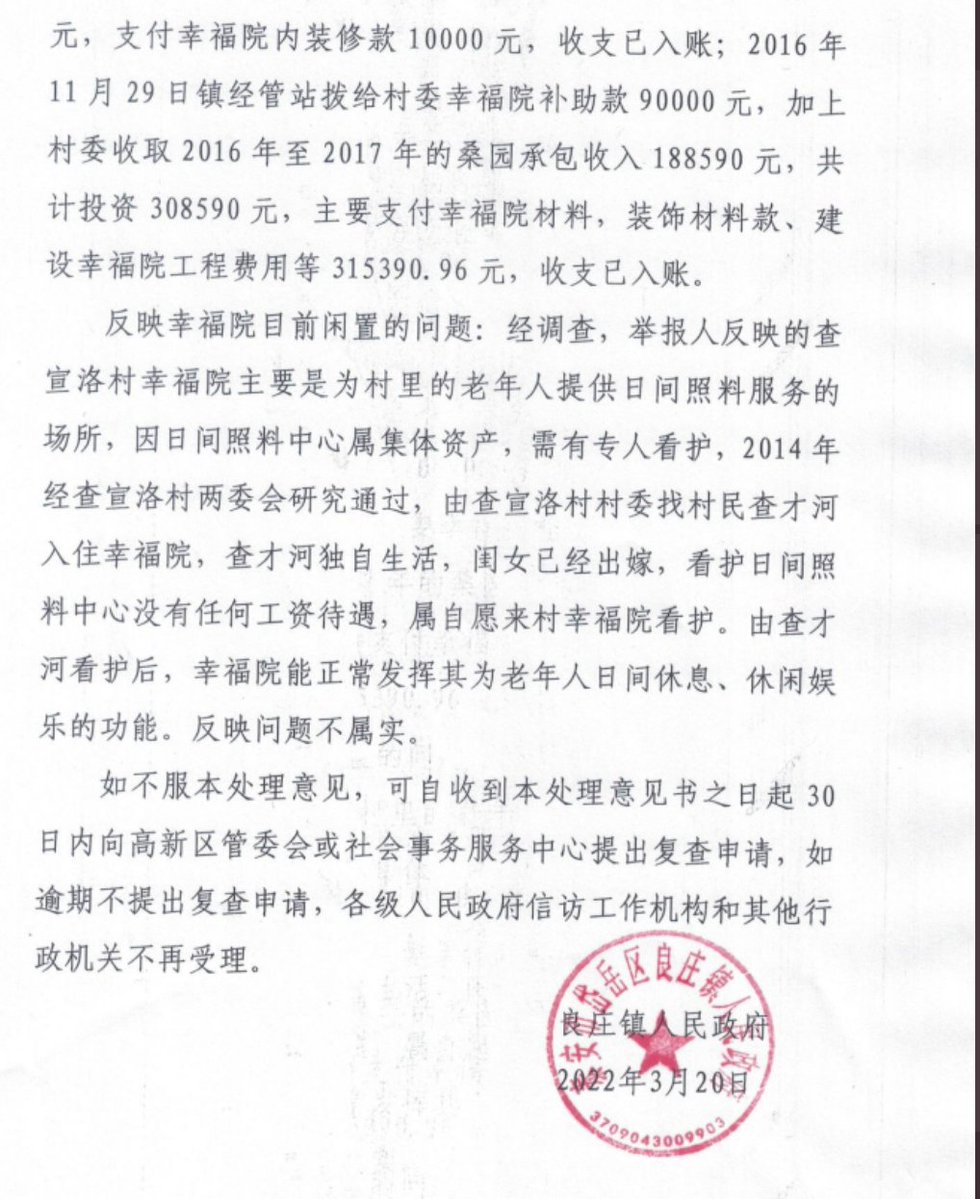 元，支付幸福院内装修款 10000 元，收支已入账；2016 年
11 月 29 日镇经管站拨给村委幸福院补助款 90000 元，加上
村委收取 2016 年至 2017 年的桑园承包收入 188590 元，共
计投资 308590 元，主要支付幸福院材料，装饰材料款、建
设幸福院工程费用等 315390.96 元，收支已入账。
反映幸福院目前闲置的问题：经调查，举报人反映的查
宣洛村幸福院主要是为村里的老年人提供日间照料服务的
场所，因日间照料中心属集体资产，需有专人看护，2014 年
经查宣洛村两委会研究通过，由查宣洛村村委找村民查才河
入住幸福院，查才河独自生活，闺女已经出嫁，看护日间照
料中心没有任何工资待遇，属自愿来村幸福院看护。由查才
河看护后，幸福院能正常发挥其为老年人日间休息、休闲娱
乐的功能。反映问题不属实。
如不服本处理意见，可自收到本处理意见书之日起 30
日内向高新区管委会或社会事务服务中心提出复查申请，如
逾期不提出复查申请，各级人民政府信访工作机构和其他行
政机关不再受理。
泰安市岱岳区良庄镇人民政府
良庄镇人民政府
2022年3月20日
3709043009903